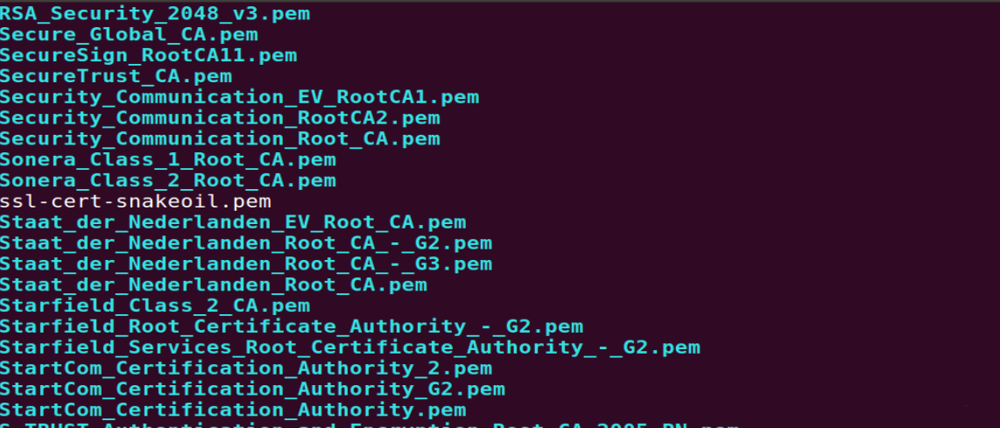 RSA_Security_2048_v3.pem
Secure_Global_CA.pem
SecureSign_RootCA11.pem
SecureTrust_CA.pem
Security_Communication_EV_RootCA1.pem
Security_Communication_RootCA2.pem
Security_Communication_Root_CA.pem
Sonera_Class_1_Root_CA.pem
Sonera_Class_2_Root_CA.pem
ssl-cert-snakeoil.pem
Staat_der_Nederlanden_EV_Root_CA.pem
Staat_der_Nederlanden_Root_CA_-_G2.pem
Staat_der_Nederlanden_Root_CA_-_G3.pem
Staat_der_Nederlanden_Root_CA.pem
Starfield_Class_2_CA.pem
Starfield_Root_Certificate_Authority_-_G2.pem
Starfield_Services_Root_Certificate_Authority_-_G2.pem
StartCom_Certification_Authority_2.pem
StartCom_Certification_Authority_G2.pem
StartCom_Certification_Authority.pem
S-TRUST_Authentication_and_Encryption_Root_CA_2005_PN.pem